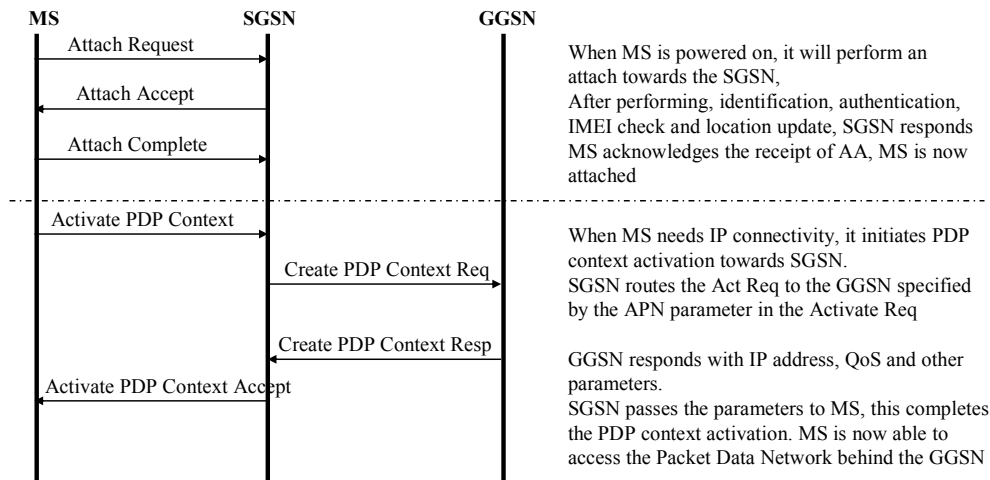 MS SGSN GGSN
Attach Request
Attach Accept
Attach Complete
When MS is powered on, it will perform an
attach towards the SGSN,
After performing, identification, authentication,
IMEI check and location update, SGSN responds
MS acknowledges the receipt of AA, MS is now
attached
Activate PDP Context
Create PDP Context Req
Create PDP Context Resp
Activate PDP Context Accept
When MS needs IP connectivity, it initiates PDP
context activation towards SGSN.
SGSN routes the Act Req to the GGSN specified
by the APN parameter in the Activate Req
GGSN responds with IP address, QoS and other
parameters.
SGSN passes the parameters to MS, this completes
the PDP context activation. MS is now able to
access the Packet Data Network behind the GGSN